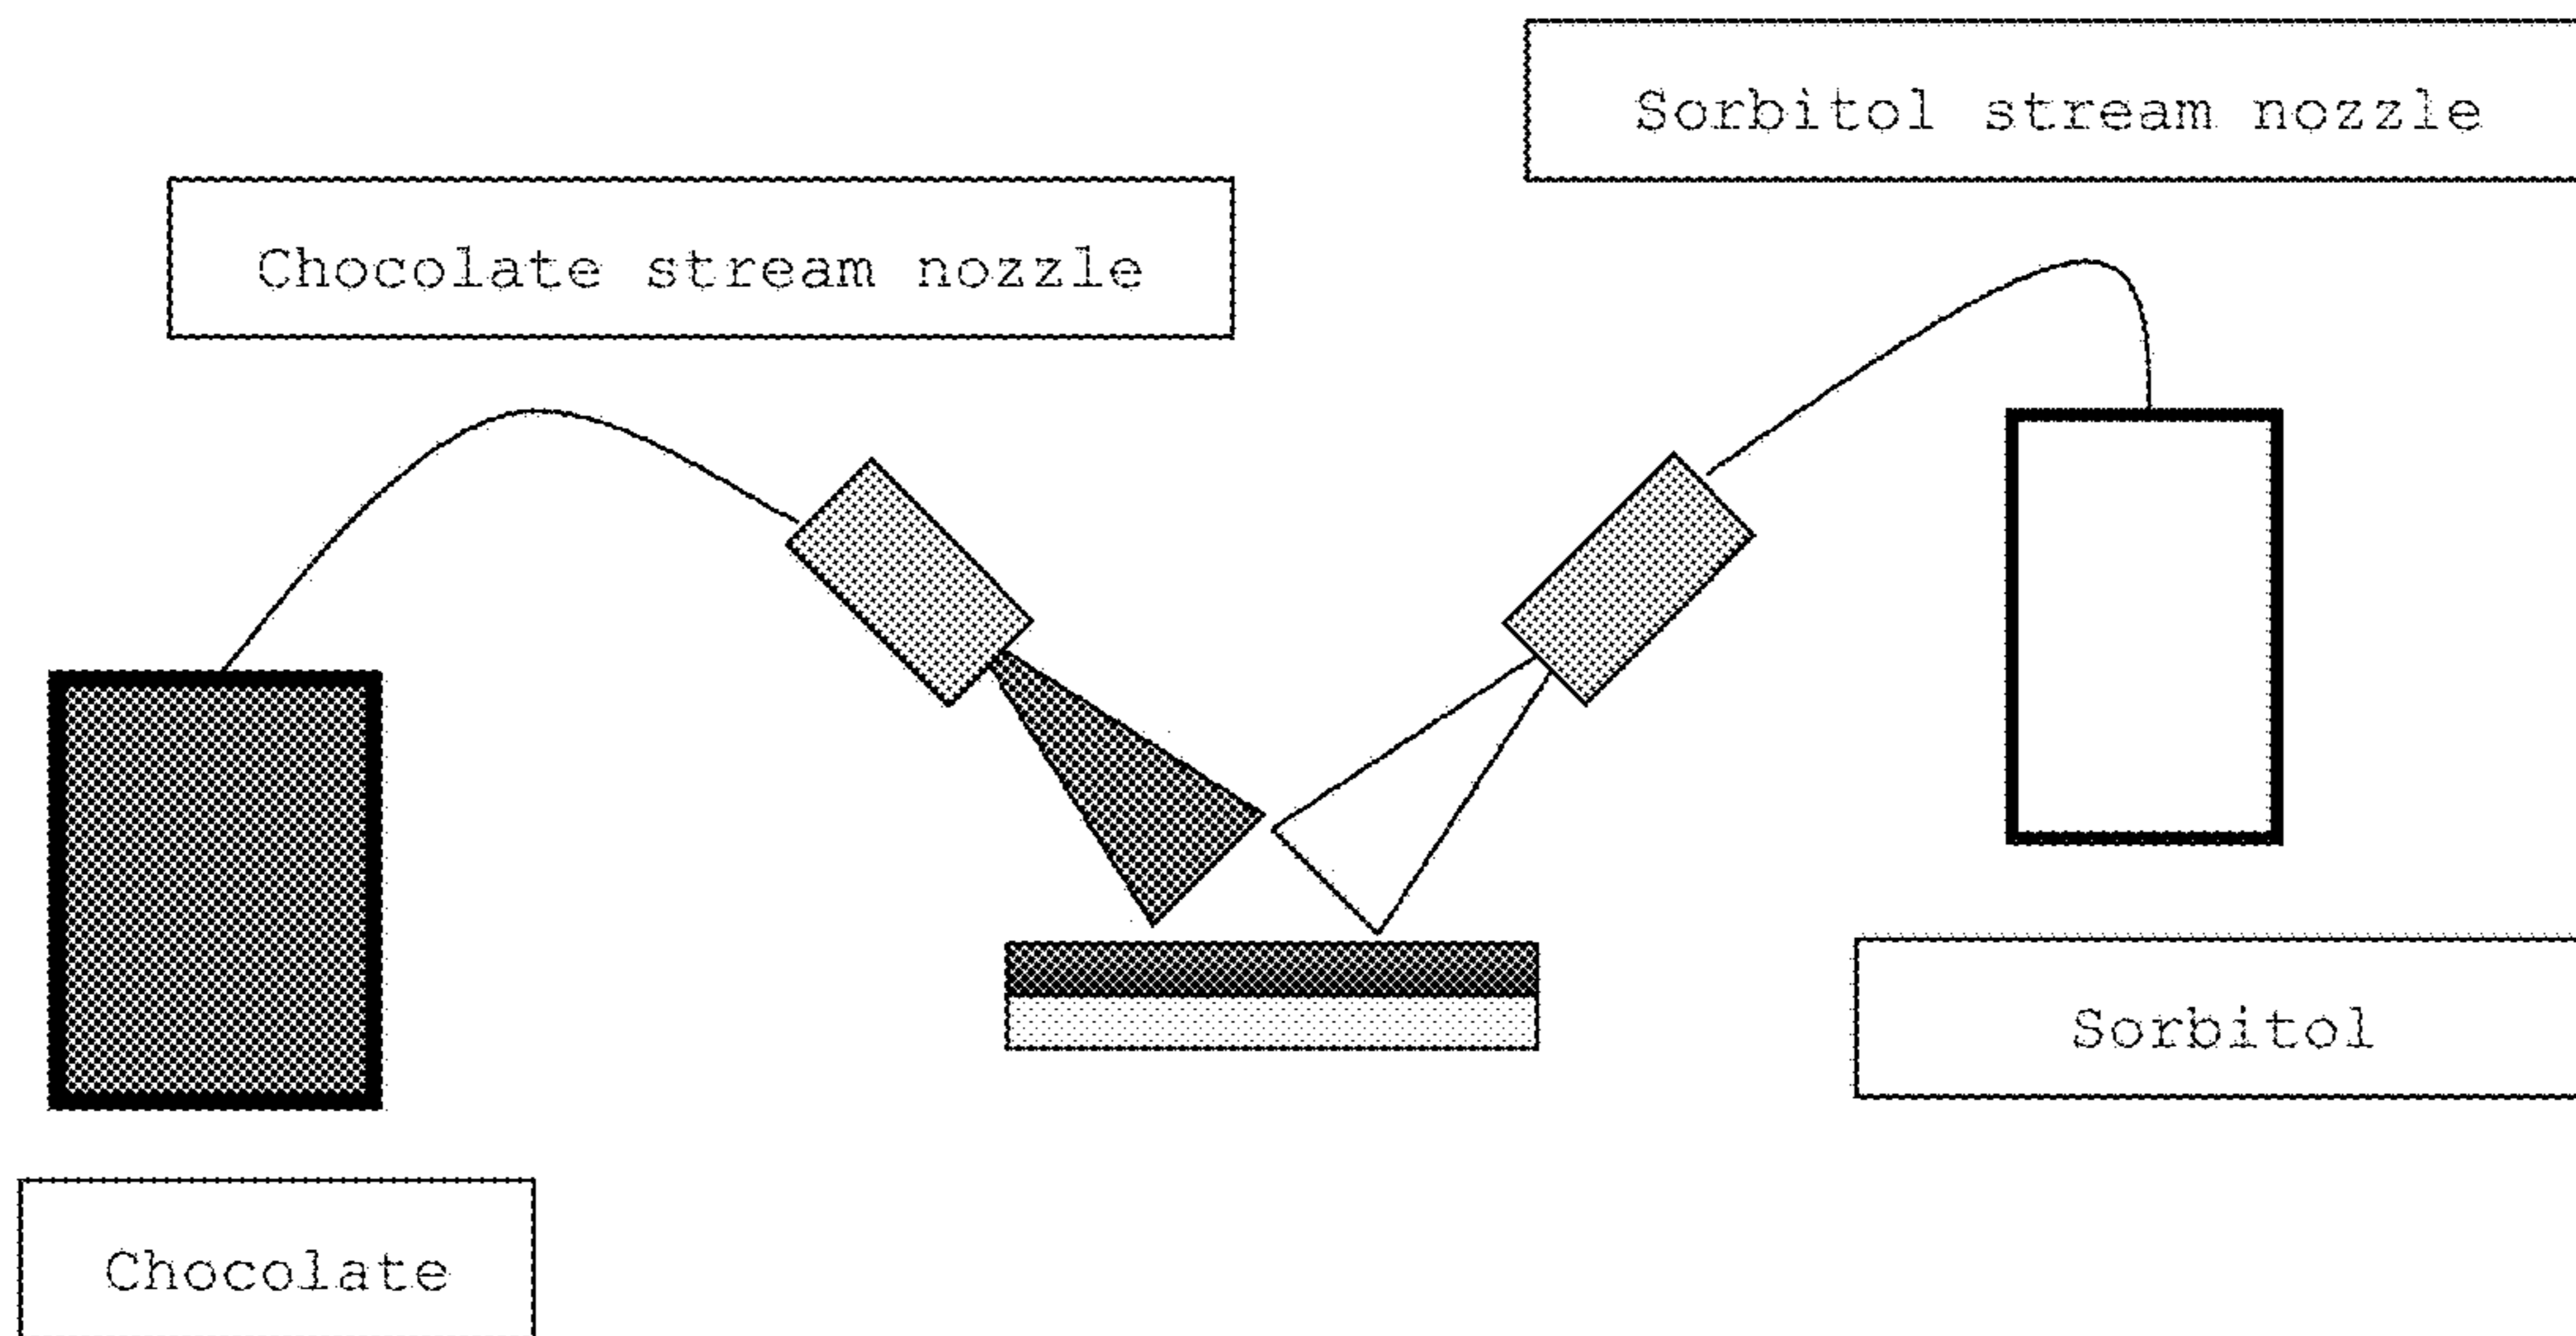 Sorbitol stream nozzle
Chocolate stream nozzle
Sorbitol
Chocolate